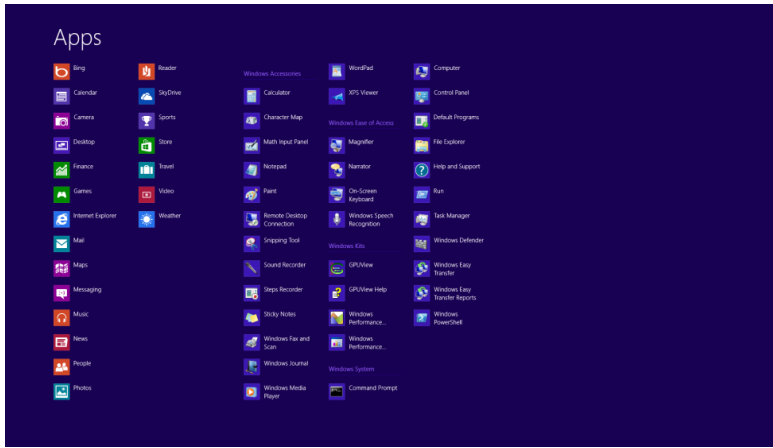 Apps
Bing
Calendar
Camera
Desktop
Finance
Games
Internet Explorer
Mail
Maps
Messaging
Music
News
People
Photos
Reader
SkyDrive
Sports
Store
Travel
Video
Weather
Windows Accessories
Calculator
Character Map
Math Input Panel
Notepad
Paint
Remote Desktop
Connection
Snipping Tool
Sound Recorder
Steps Recorder
Sticky Notes
Windows Fax and
Scan
Windows Journal
Windows Media
Player
WordPad
XPS Viewer
Windows Ease of Access
Magnifier
Narrator
On-Screen
Keyboard
Windows Speech
Recognition
Windows Kits
GPUView
GPUView Help
Windows
Performance...
Windows
Performance...
Windows System
Command Prompt
Computer
Control Panel
Default Programs
File Explorer
Help and Support
Run
Task Manager
Windows Defender
Windows Easy
Transfer
Windows Easy
Transfer Reports
Windows
PowerShell